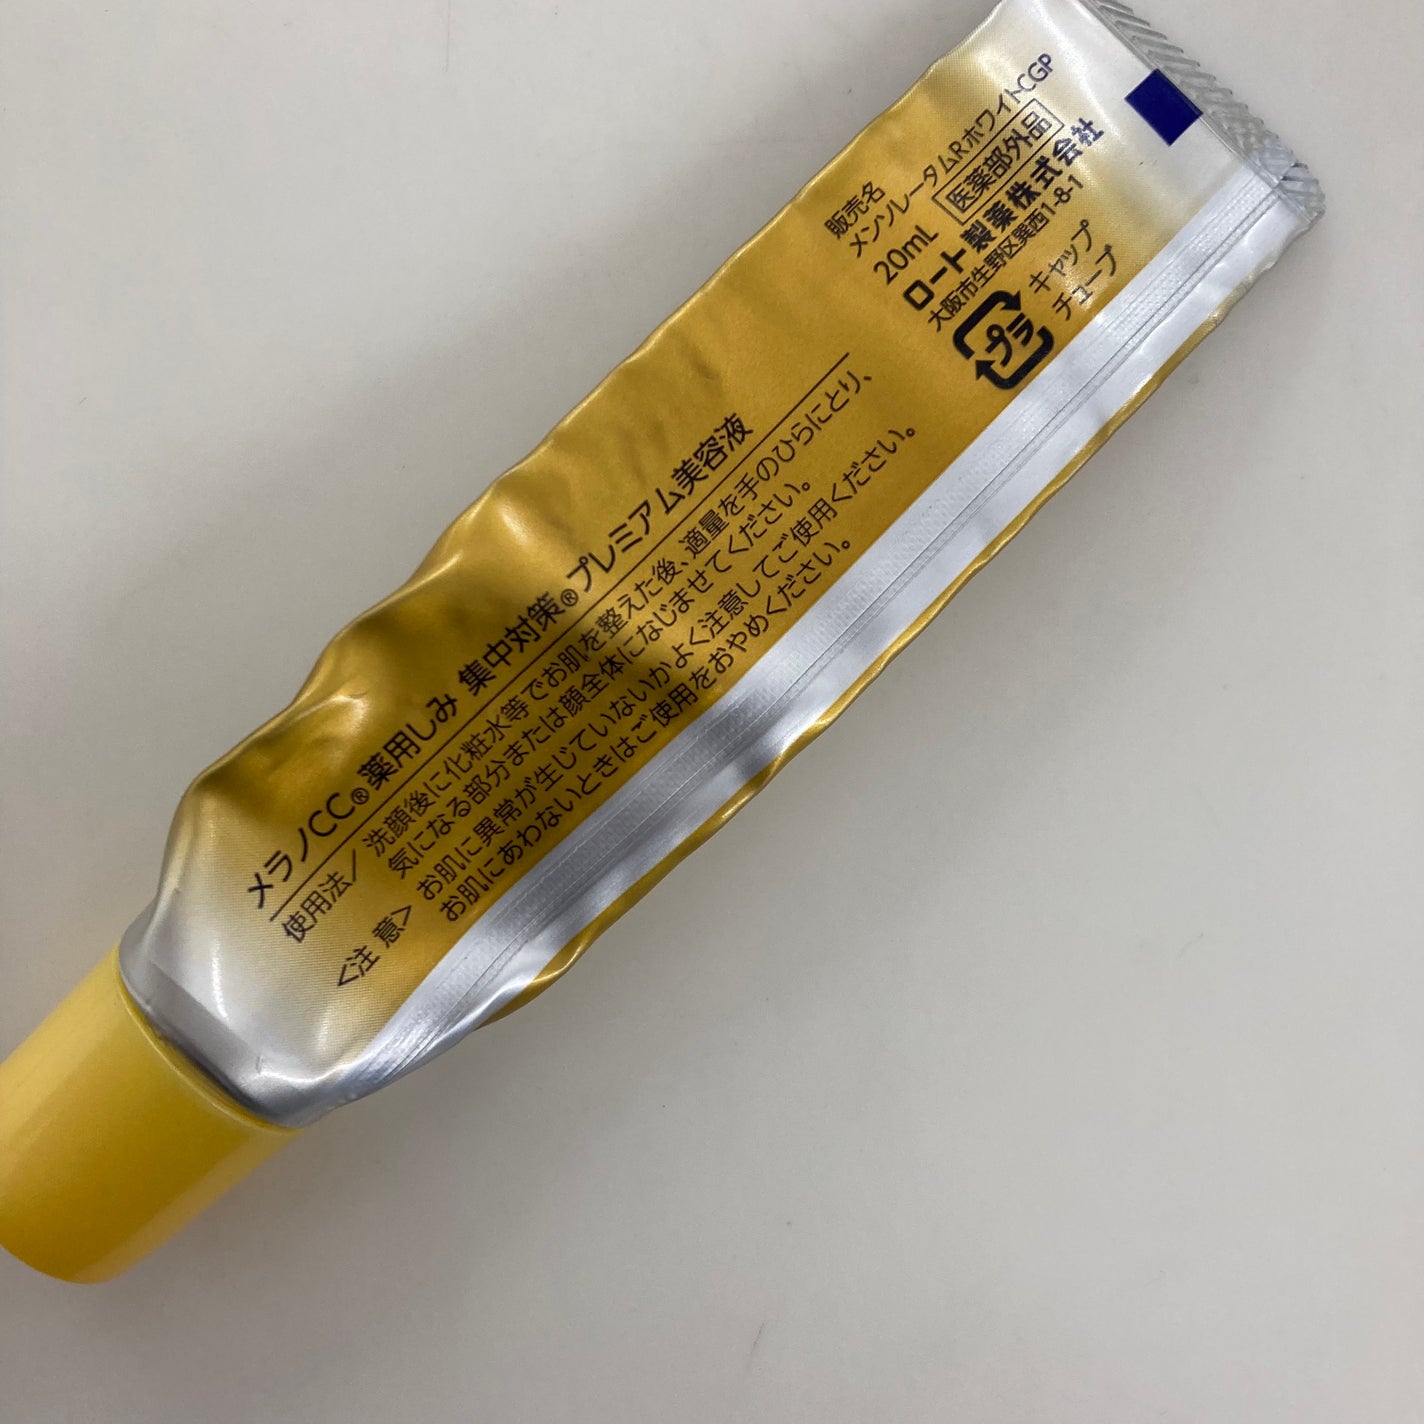 メラノCC®薬用しみ 集中対策®プレミアム美容液
使用法／洗顔後に化粧水等でお肌を整えた後、適量を手のひらにとり、
気になる部分または顔全体になじませてください。
<注 意> お肌に異常が生じていないかよく注意してご使用ください。
お肌にあわないときはご使用をおやめください。
販売名
メンソレータムRホワイトCGP
20mL 医薬部外品
ロート製薬株式会社
大阪市生野区巽西1-8-1
プラ キャップ
チューブ